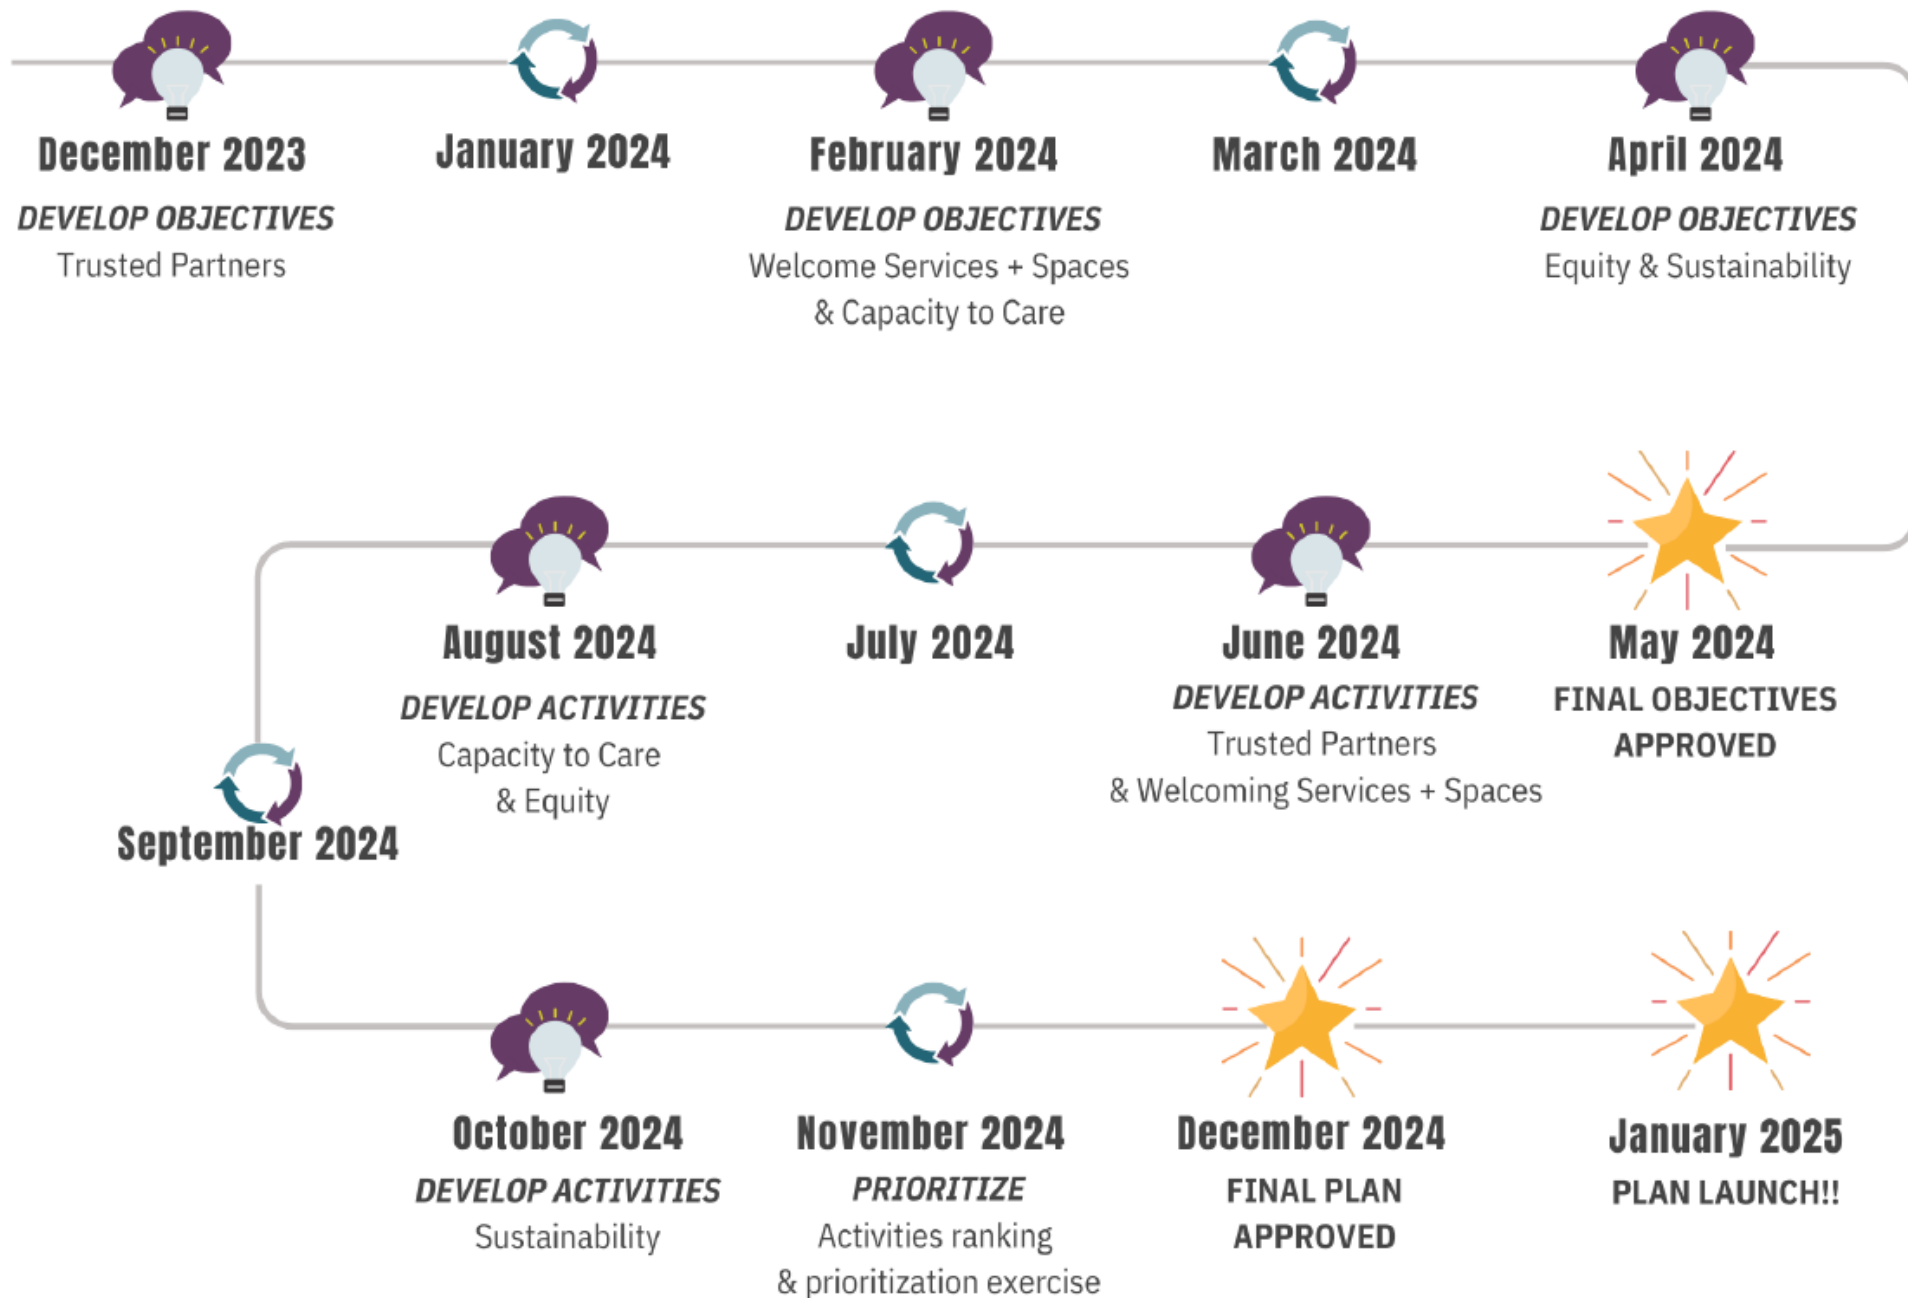 December 2023
DEVELOP OBJECTIVES
Trusted Partners
January 2024
February 2024
DEVELOP OBJECTIVES
Welcome Services + Spaces
& Capacity to Care
March 2024
April 2024
DEVELOP OBJECTIVES
Equity & Sustainability
May 2024
FINAL OBJECTIVES
APPROVED
June 2024
DEVELOP ACTIVITIES
Trusted Partners
& Welcoming Services + Spaces
July 2024
August 2024
DEVELOP ACTIVITIES
Capacity to Care
& Equity
September 2024
October 2024
DEVELOP ACTIVITIES
Sustainability
November 2024
PRIORITIZE
Activities ranking
& prioritization exercise
December 2024
FINAL PLAN
APPROVED
January 2025
PLAN LAUNCH!!